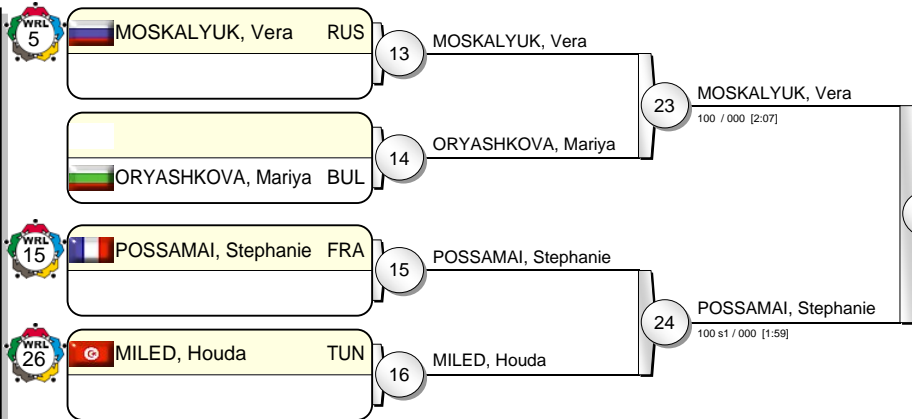 WRL
5
MOSKALYUK, Vera RUS
13
MOSKALYUK, Vera
23
MOSKALYUK, Vera
100 / 000 [2:07]
14
ORYASHKOVA, Mariya
ORYASHKOVA, Mariya BUL
WRL
15
POSSAMAI, Stephanie FRA
15
POSSAMAI, Stephanie
24
POSSAMAI, Stephanie
100 s1 / 000 [1:59]
WRL
26
MILED, Houda TUN
16
MILED, Houda